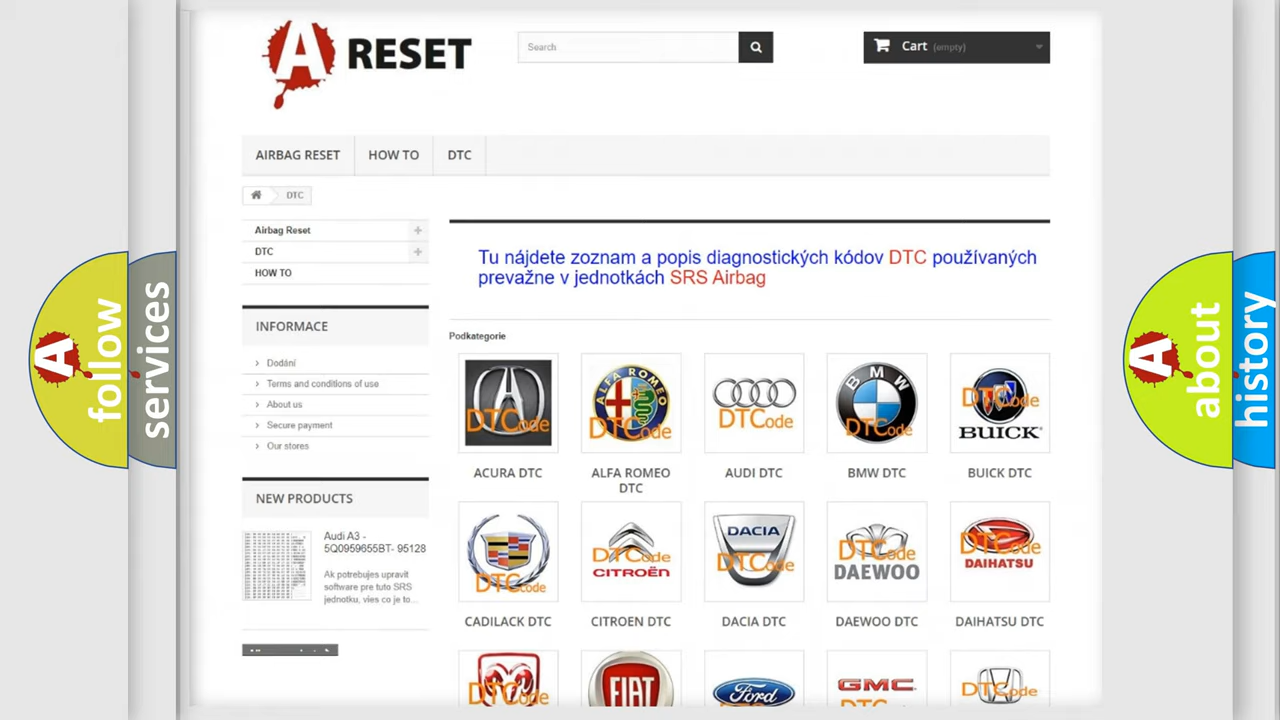 A RESET
Search
Cart (empty)
AIRBAG RESET
HOW TO
DTC
DTC
Airbag Reset
DTC
HOW TO
Tu nájdete zoznam a popis diagnostických kódov DTC používaných
prevažne v jednotkách SRS Airbag
INFORMACE
Dodání
Terms and conditions of use
About us
Secure payment
Our stores
Podkategorie
DTCode
ALFA ROMEO
DTCode
DTCode
BMW
DTCode
DTCode
BUICK
ACURA DTC
ALFA ROMEO
DTC
AUDI DTC
BMW DTC
BUICK DTC
NEW PRODUCTS
Audi A3 -
5Q0959655BT- 95128
Ak potrebujes upravit
software pre tuto SRS
jednotku, vies co je to...
DTCode
DTCode
CITROËN
DACIA
DTCode
DTCode
DAEWOO
DTCode
DAIHATSU
CADILACK DTC
CITROEN DTC
DACIA DTC
DAEWOO DTC
DAIHATSU DTC
DTCode
FIAT
Ford
GMC
DTCode
A follow
services
A about
history